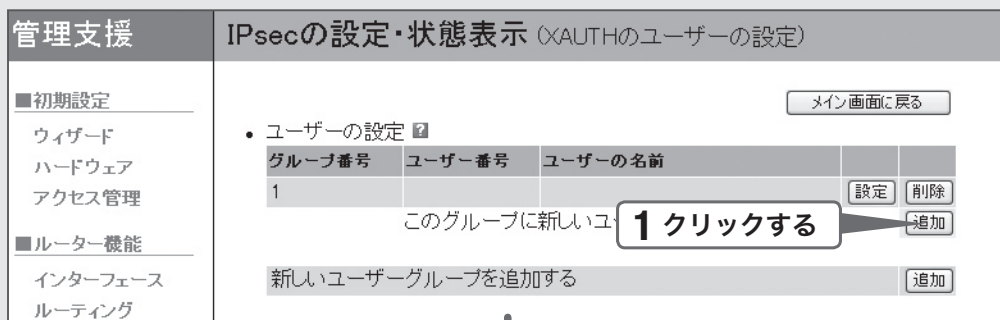 管理支援
IPsecの設定・状態表示 (XAUTHのユーザーの設定)
■初期設定
ウィザード
ハードウェア
アクセス管理
■ルーター機能
インターフェース
ルーティング
メイン画面に戻る
• ユーザーの設定 ?
グループ番号 ユーザー番号 ユーザーの名前
1 設定 削除
このグループに新しいユー 追加
1 クリックする
新しいユーザーグループを追加する 追加